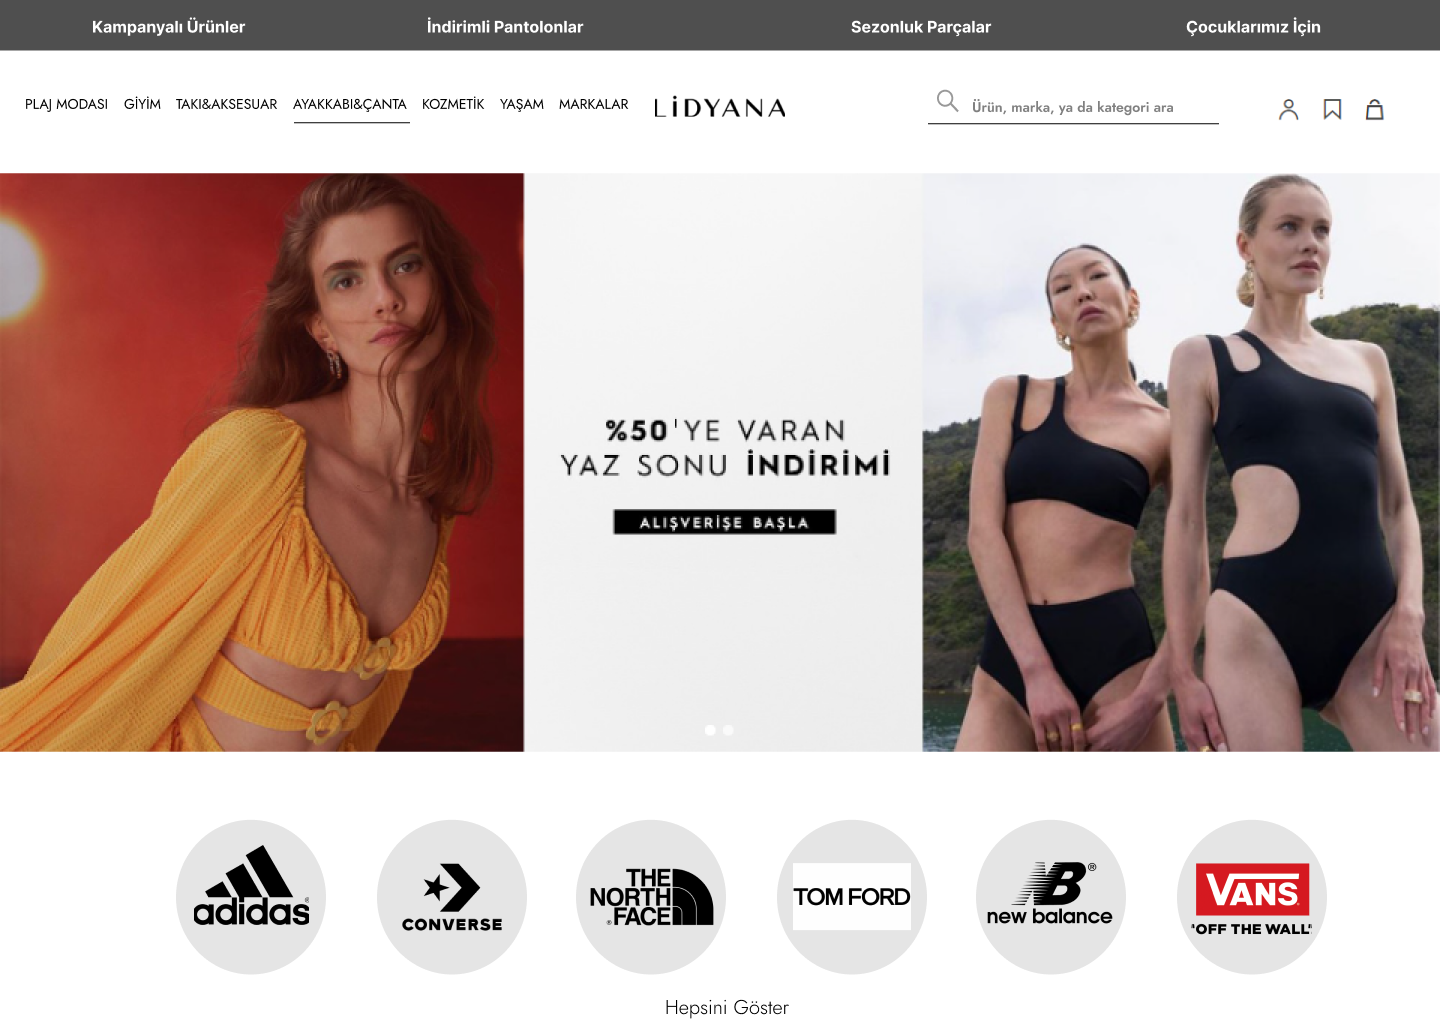 Kampanyalı Ürünler
İndirimli Pantolonlar
Sezonluk Parçalar
Çocuklarımız İçin
PLAJ MODASI
GİYİM
TAKI&AKSESUAR
AYAKKABI&ÇANTA
KOZMETİK
YAŞAM
MARKALAR
LİDYANA
Ürün, marka, ya da kategori ara
%50'YE VARAN
YAZ SONU İNDİRİMİ
ALIŞVERİŞE BAŞLA
adidas®
CONVERSE
THE
NORTH
FACE®
TOM FORD
NB®
new balance
VANS
"OFF THE WALL"
Hepsini Göster